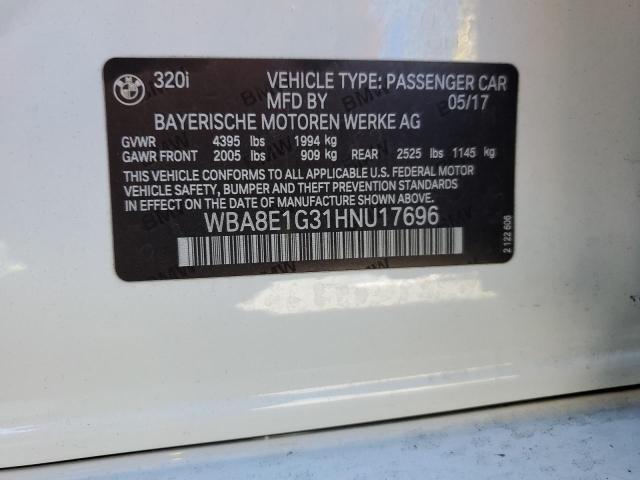 320i VEHICLE TYPE: PASSENGER CAR
MFD BY 05/17
BAYERISCHE MOTOREN WERKE AG
GVWR 4395 lbs 1994 kg
GAWR FRONT 2005 lbs 909 kg REAR 2525 lbs 1145 kg
THIS VEHICLE CONFORMS TO ALL APPLICABLE U.S. FEDERAL MOTOR
VEHICLE SAFETY, BUMPER AND THEFT PREVENTION STANDARDS
IN EFFECT ON THE DATE OF MANUFACTURE SHOWN ABOVE.
WBA8E1G31HNU17696
2 122 606